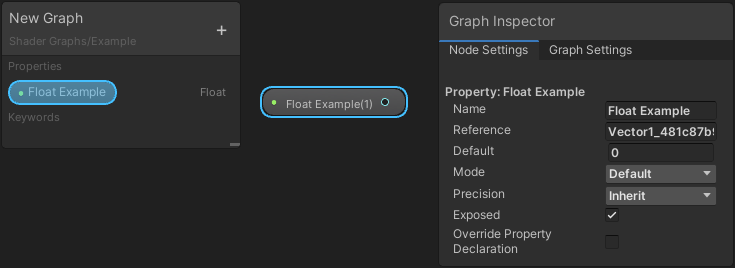 New Graph
+
Shader Graphs/Example
Properties
Float Example Float
Keywords
Float Example(1)
Graph Inspector
Node Settings Graph Settings
Property: Float Example
Name Float Example
Reference Vector1_481c87b
Default 0
Mode Default
Precision Inherit
Exposed
Override Property
Declaration